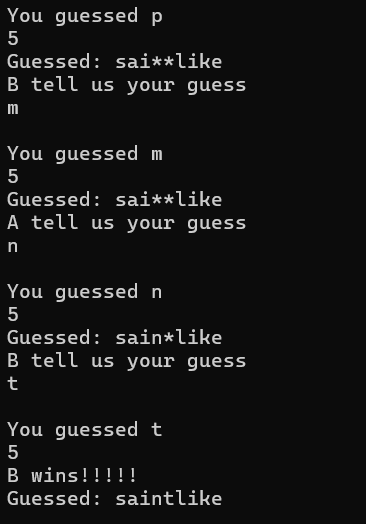 You guessed p
5
Guessed: sai**like
B tell us your guess
m

You guessed m
5
Guessed: sai**like
A tell us your guess
n

You guessed n
5
Guessed: sain*like
B tell us your guess
t

You guessed t
5
B wins!!!!!
Guessed: saintlike